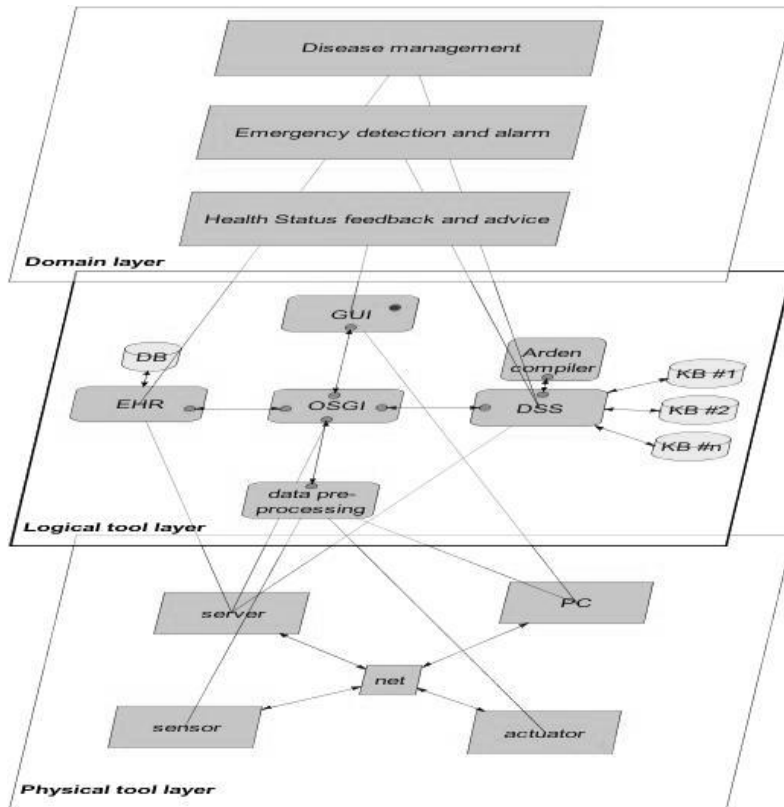 Disease management
Emergency detection and alarm
Health Status feedback and advice
Domain layer
GUI
DB
Arden
compiler
KB #1
EHR
OSGI
DSS
KB #2
KB #n
data pre-
processing
Logical tool layer
server
PC
net
sensor
actuator
Physical tool layer